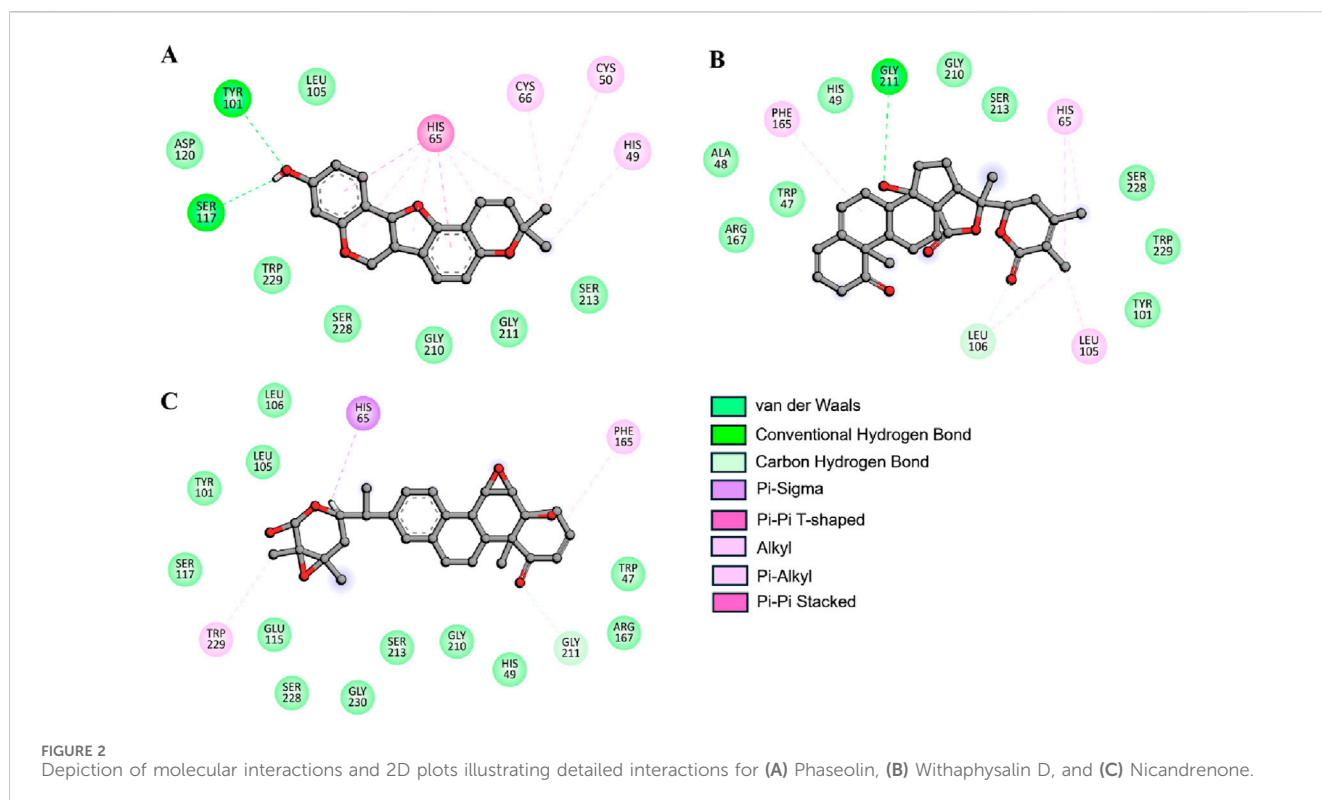 A
TYR
101
LEU
105
ASP
120
SER
117
HIS
65
CYS
66
CYS
50
HIS
49
TRP
229
SER
228
GLY
210
GLY
211
SER
213
B
PHE
165
HIS
49
GLY
211
GLY
210
SER
213
HIS
65
ALA
48
TRP
47
ARG
167
SER
228
TRP
229
TYR
101
LEU
106
LEU
105
C
LEU
106
HIS
65
PHE
165
LEU
105
TYR
101
SER
117
TRP
229
GLU
115
SER
228
GLY
230
SER
213
GLY
210
HIS
49
GLY
211
ARG
167
TRP
47
van der Waals
Conventional Hydrogen Bond
Carbon Hydrogen Bond
Pi-Sigma
Pi-Pi T-shaped
Alkyl
Pi-Alkyl
Pi-Pi Stacked
FIGURE 2
Depiction of molecular interactions and 2D plots illustrating detailed interactions for (A) Phaseolin, (B) Withaphysalin D, and (C) Nicandrenone.